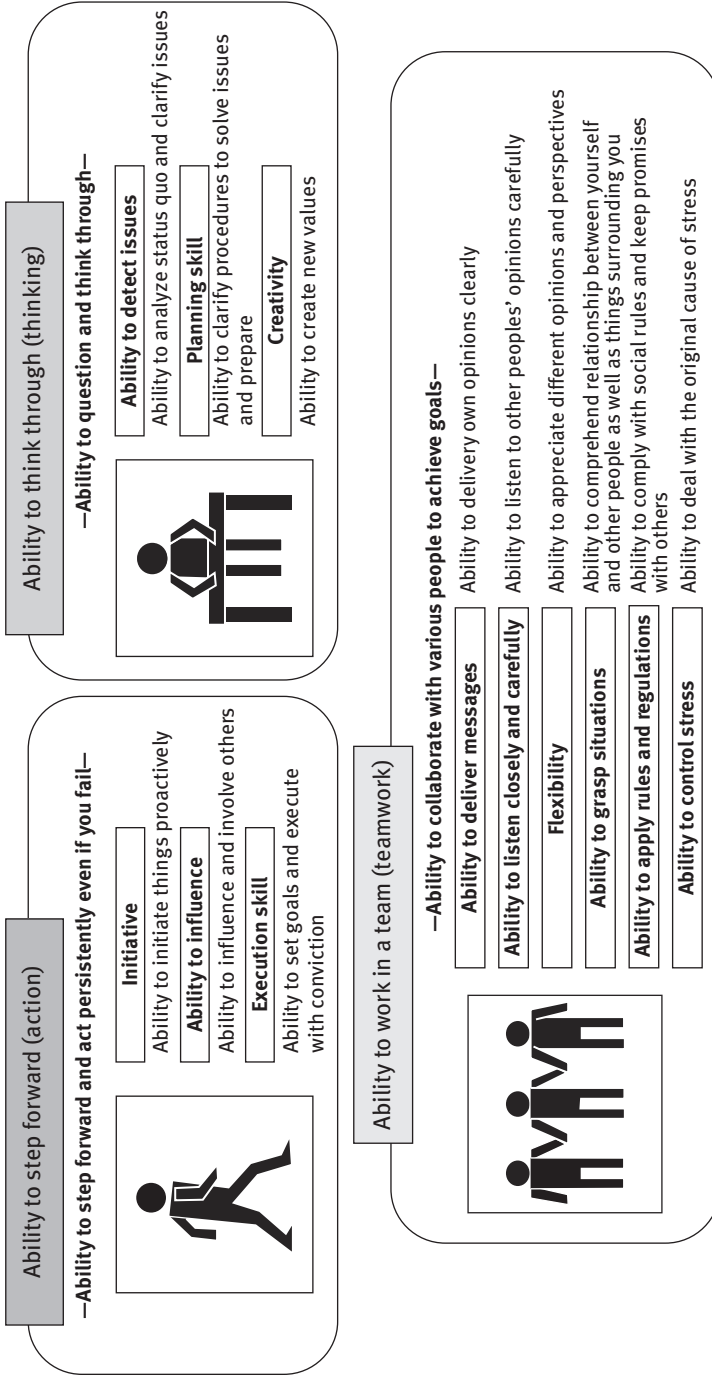 Ability to step forward (action)
—Ability to step forward and act persistently even if you fail—
Initiative
Ability to initiate things proactively
Ability to influence
Ability to influence and involve others
Execution skill
Ability to set goals and execute
with conviction
Ability to think through (thinking)
—Ability to question and think through—
Ability to detect issues
Ability to analyze status quo and clarify issues
Planning skill
Ability to clarify procedures to solve issues
and prepare
Creativity
Ability to create new values
Ability to work in a team (teamwork)
—Ability to collaborate with various people to achieve goals—
Ability to deliver messages
Ability to delivery own opinions clearly
Ability to listen closely and carefully
Ability to listen to other peoples’ opinions carefully
Flexibility
Ability to appreciate different opinions and perspectives
Ability to grasp situations
Ability to comprehend relationship between yourself
and other people as well as things surrounding you
Ability to apply rules and regulations
Ability to comply with social rules and keep promises
with others
Ability to control stress
Ability to deal with the original cause of stress